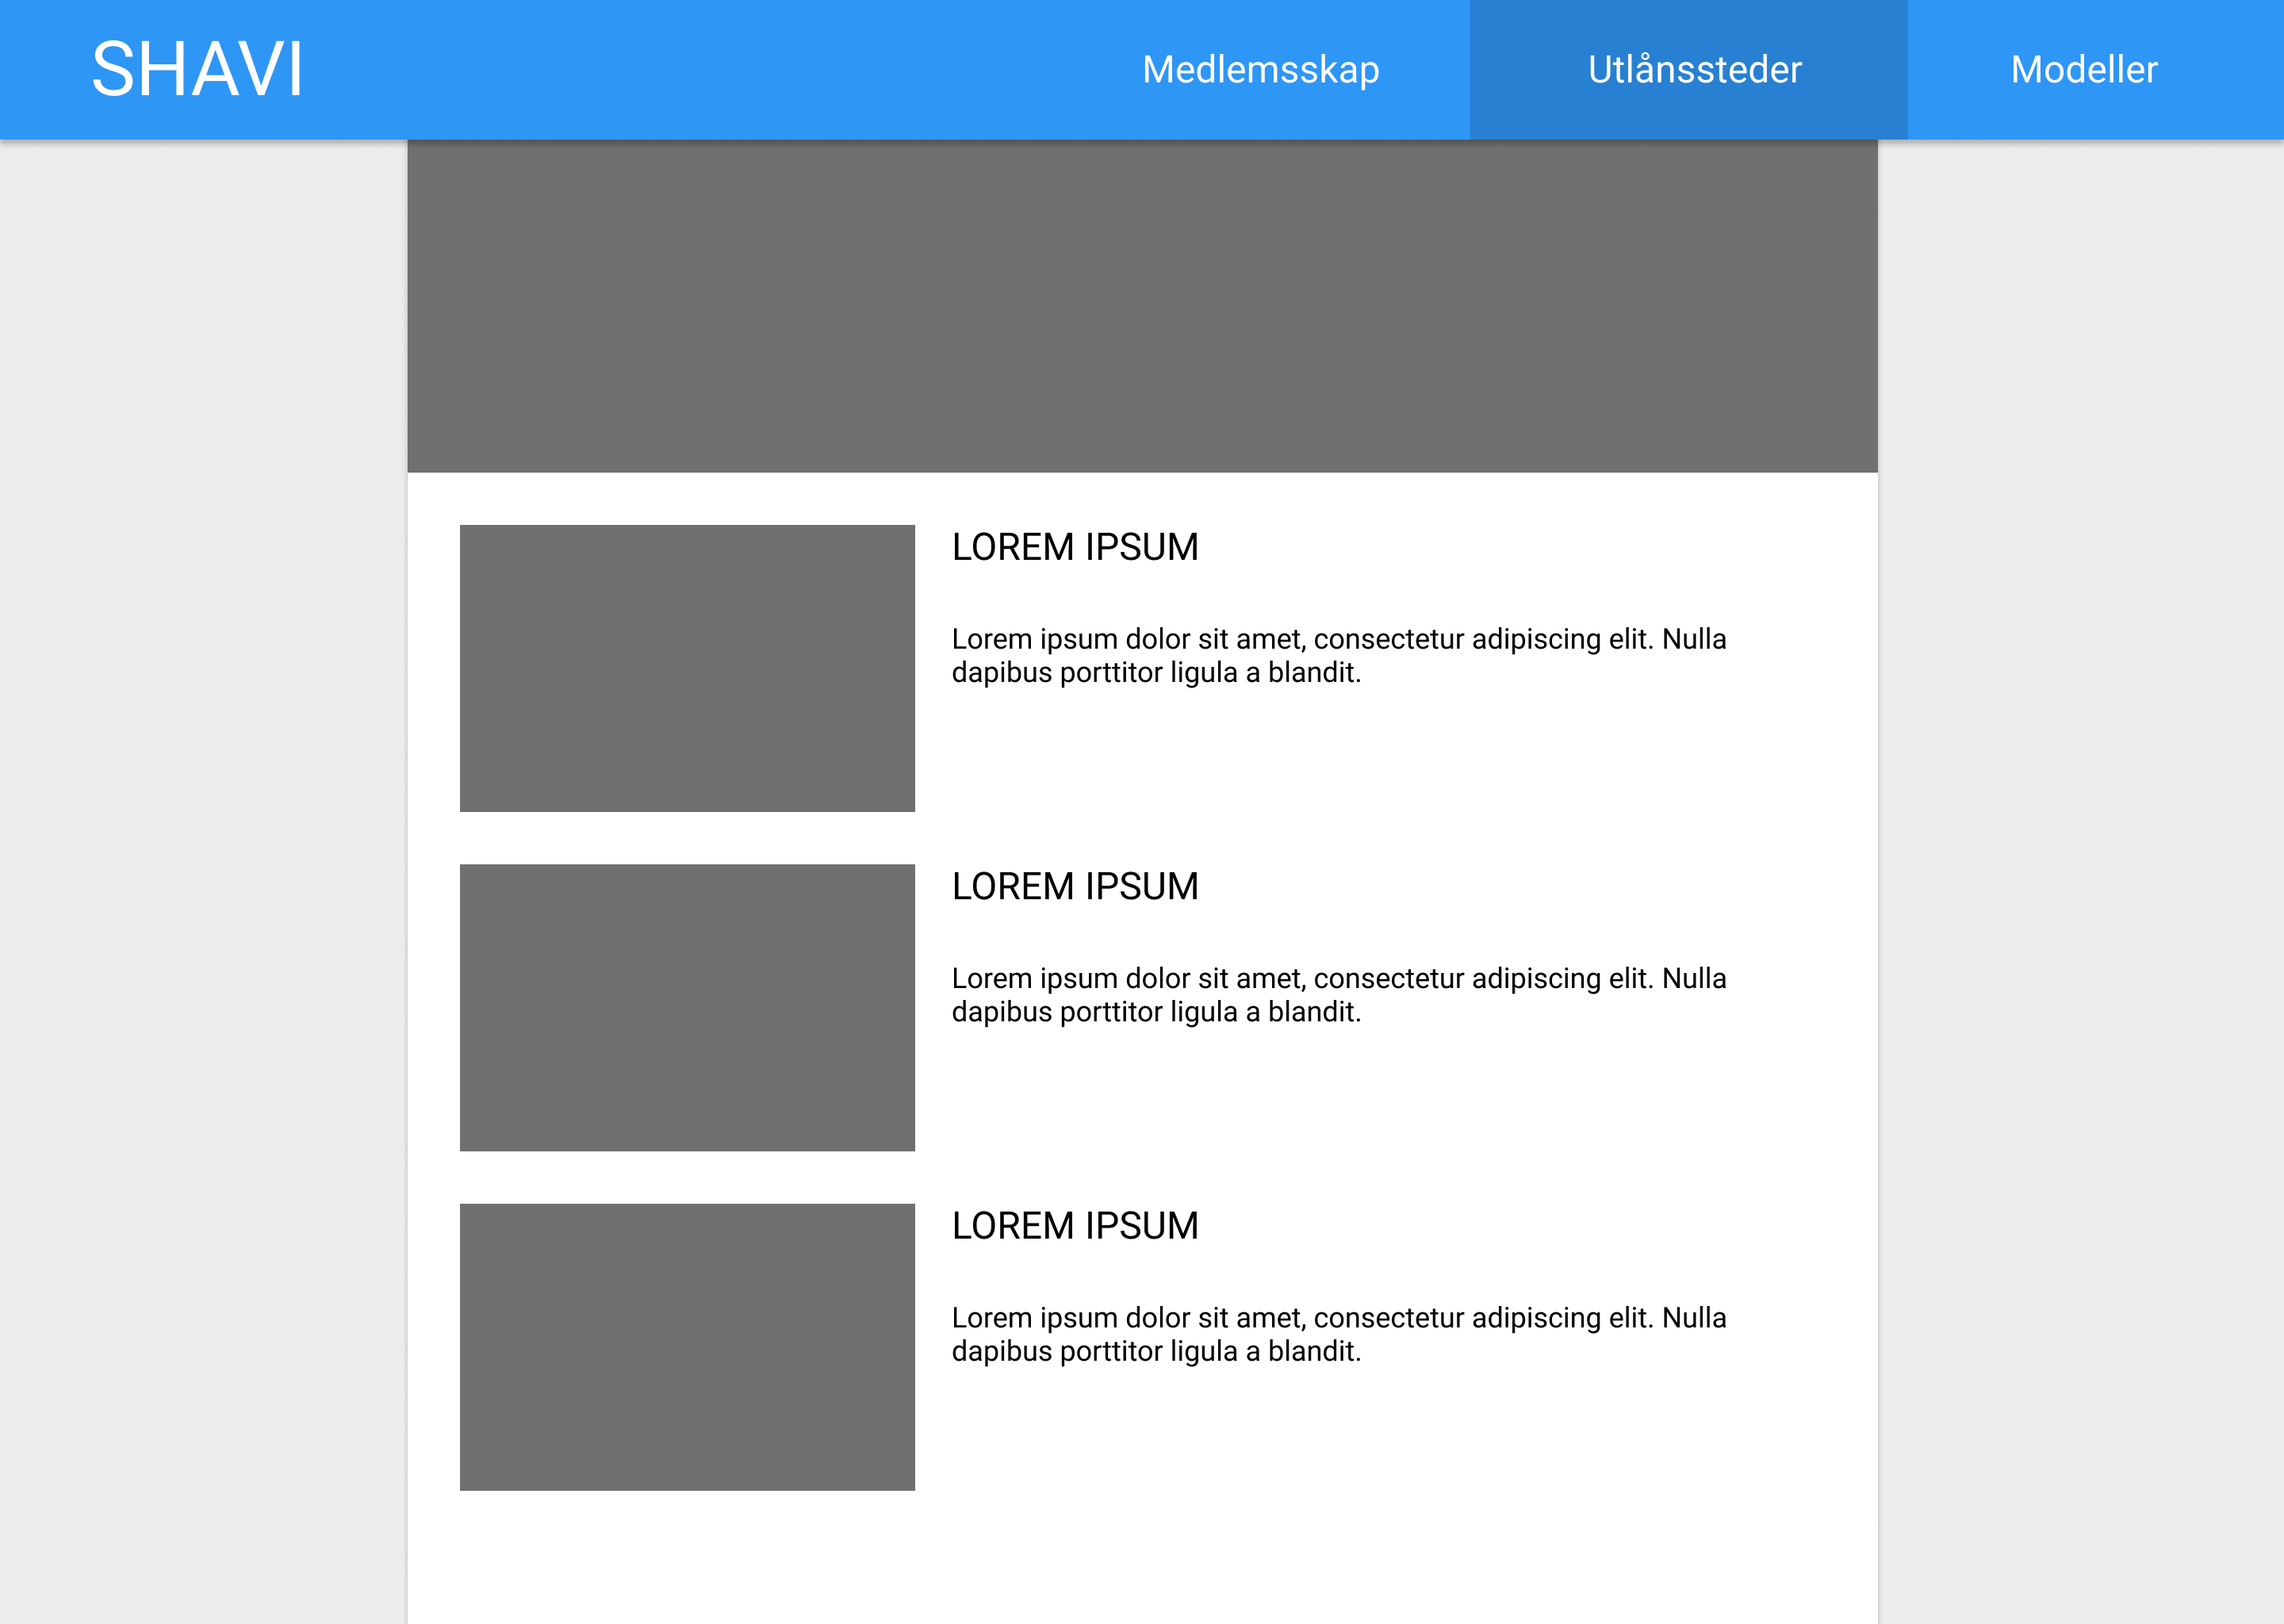 SHAVI
Medlemsskap
Utlånssteder
Modeller
LOREM IPSUM
Lorem ipsum dolor sit amet, consectetur adipiscing elit. Nulla
dapibus porttitor ligula a blandit.
LOREM IPSUM
Lorem ipsum dolor sit amet, consectetur adipiscing elit. Nulla
dapibus porttitor ligula a blandit.
LOREM IPSUM
Lorem ipsum dolor sit amet, consectetur adipiscing elit. Nulla
dapibus porttitor ligula a blandit.